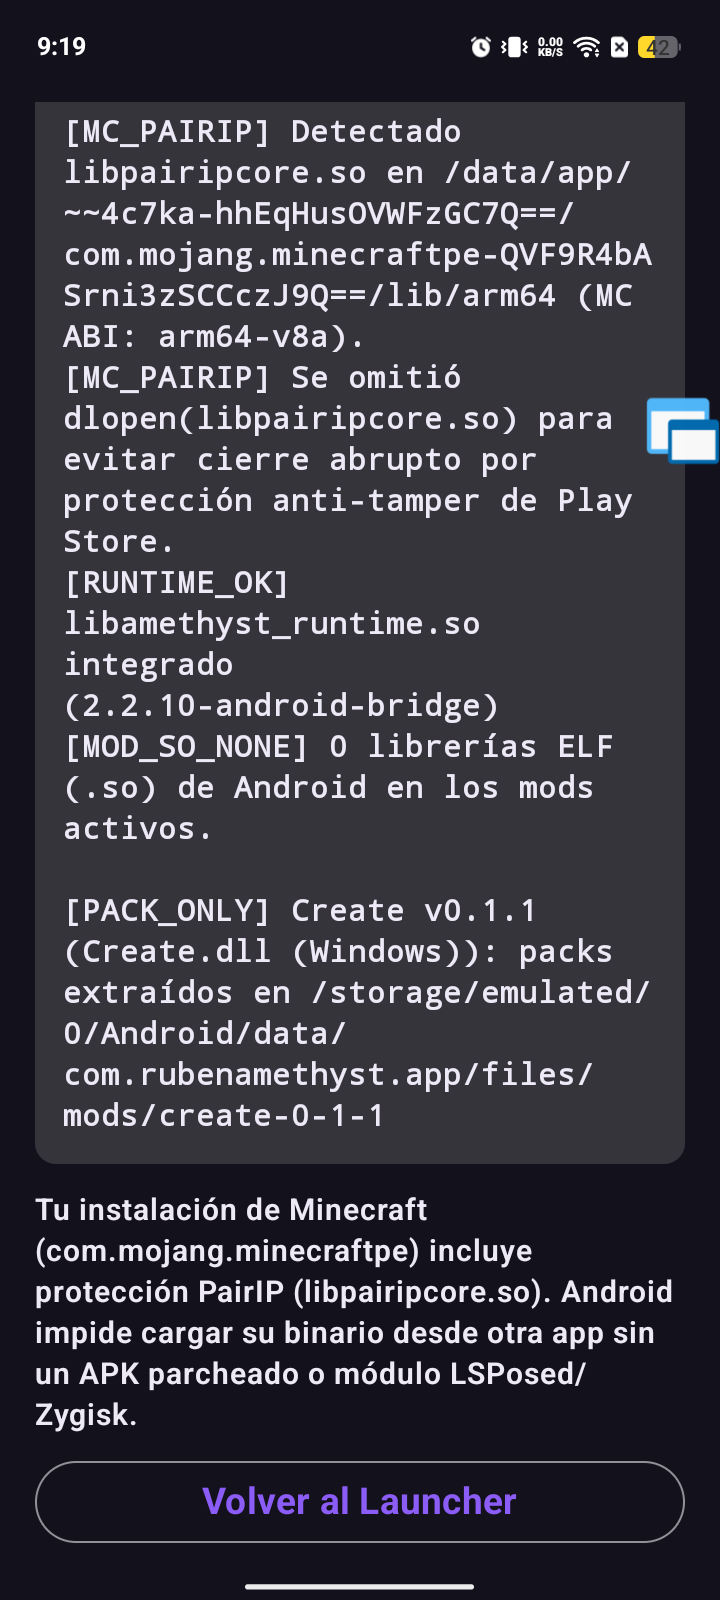 9:19
0.00
KB/S
42
[MC_PAIRIP] Detectado
libpairipcore.so en /data/app/
~~4c7ka-hhEqHusOVWFzGC7Q==/
com.mojang.minecraftpe-QVF9R4bA
Srni3zSCCczJ9Q==/lib/arm64 (MC
ABI: arm64-v8a).
[MC_PAIRIP] Se omitió
dlopen(libpairipcore.so) para
evitar cierre abrupto por
protección anti-tamper de Play
Store.
[RUNTIME_OK]
libamethyst_runtime.so
integrado
(2.2.10-android-bridge)
[MOD_SO_NONE] 0 librerías ELF
(.so) de Android en los mods
activos.
[PACK_ONLY] Create v0.1.1
(Create.dll (Windows)): packs
extraídos en /storage/emulated/
0/Android/data/
com.rubenamethyst.app/files/
mods/create-0-1-1
Tu instalación de Minecraft
(com.mojang.minecraftpe) incluye
protección PairIP (libpairipcore.so). Android
impide cargar su binario desde otra app sin
un APK parcheado o módulo LSPosed/
Zygisk.
Volver al Launcher